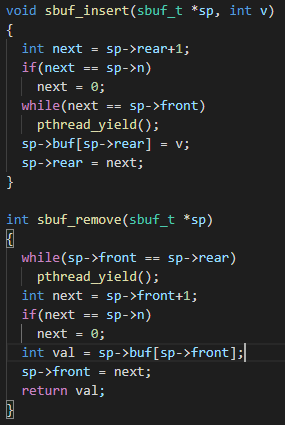 void sbuf_insert(sbuf_t *sp, int v)
{
  int next = sp->rear+1;
  if(next == sp->n)
    next = 0;
  while(next == sp->front)
    pthread_yield();
  sp->buf[sp->rear] = v;
  sp->rear = next;
}

int sbuf_remove(sbuf_t *sp)
{
  while(sp->front == sp->rear)
    pthread_yield();
  int next = sp->front+1;
  if(next == sp->n)
    next = 0;
  int val = sp->buf[sp->front];
  sp->front = next;
  return val;
}